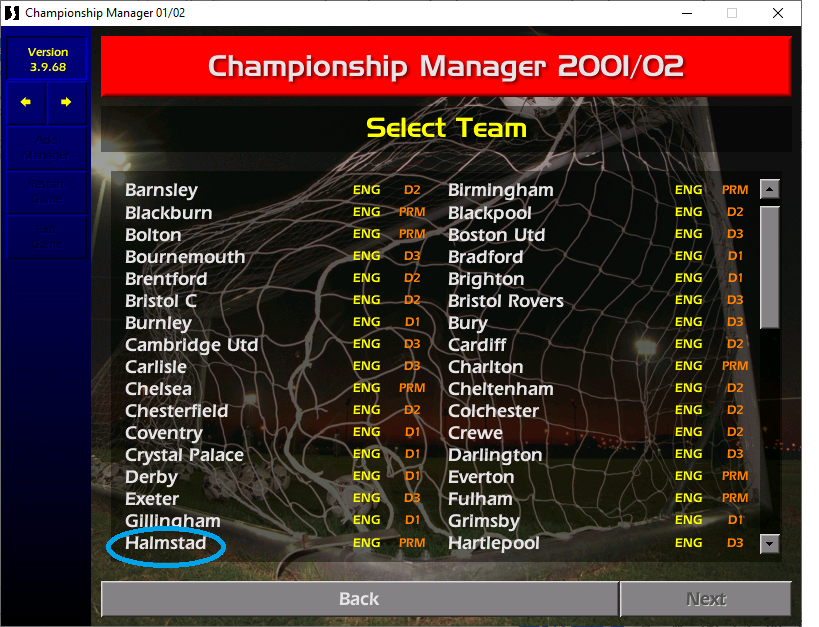 Championship Manager 01/02
Version
3.9.68
Championship Manager 2001/02
Select Team
Barnsley ENG D2 Birmingham ENG PRM
Blackburn ENG PRM Blackpool ENG D2
Bolton ENG PRM Boston Utd ENG D3
Bournemouth ENG D3 Bradford ENG D1
Brentford ENG D2 Brighton ENG D1
Bristol C ENG D2 Bristol Rovers ENG D3
Burnley ENG D1 Bury ENG D3
Cambridge Utd ENG D3 Cardiff ENG D2
Carlisle ENG D3 Charlton ENG PRM
Chelsea ENG PRM Cheltenham ENG D2
Chesterfield ENG D2 Colchester ENG D2
Coventry ENG D1 Crewe ENG D2
Crystal Palace ENG D1 Darlington ENG D3
Derby ENG D1 Everton ENG PRM
Exeter ENG D3 Fulham ENG PRM
Gillingham ENG D1 Grimsby ENG D1
Halmstad ENG PRM Hartlepool ENG D3
Back Next